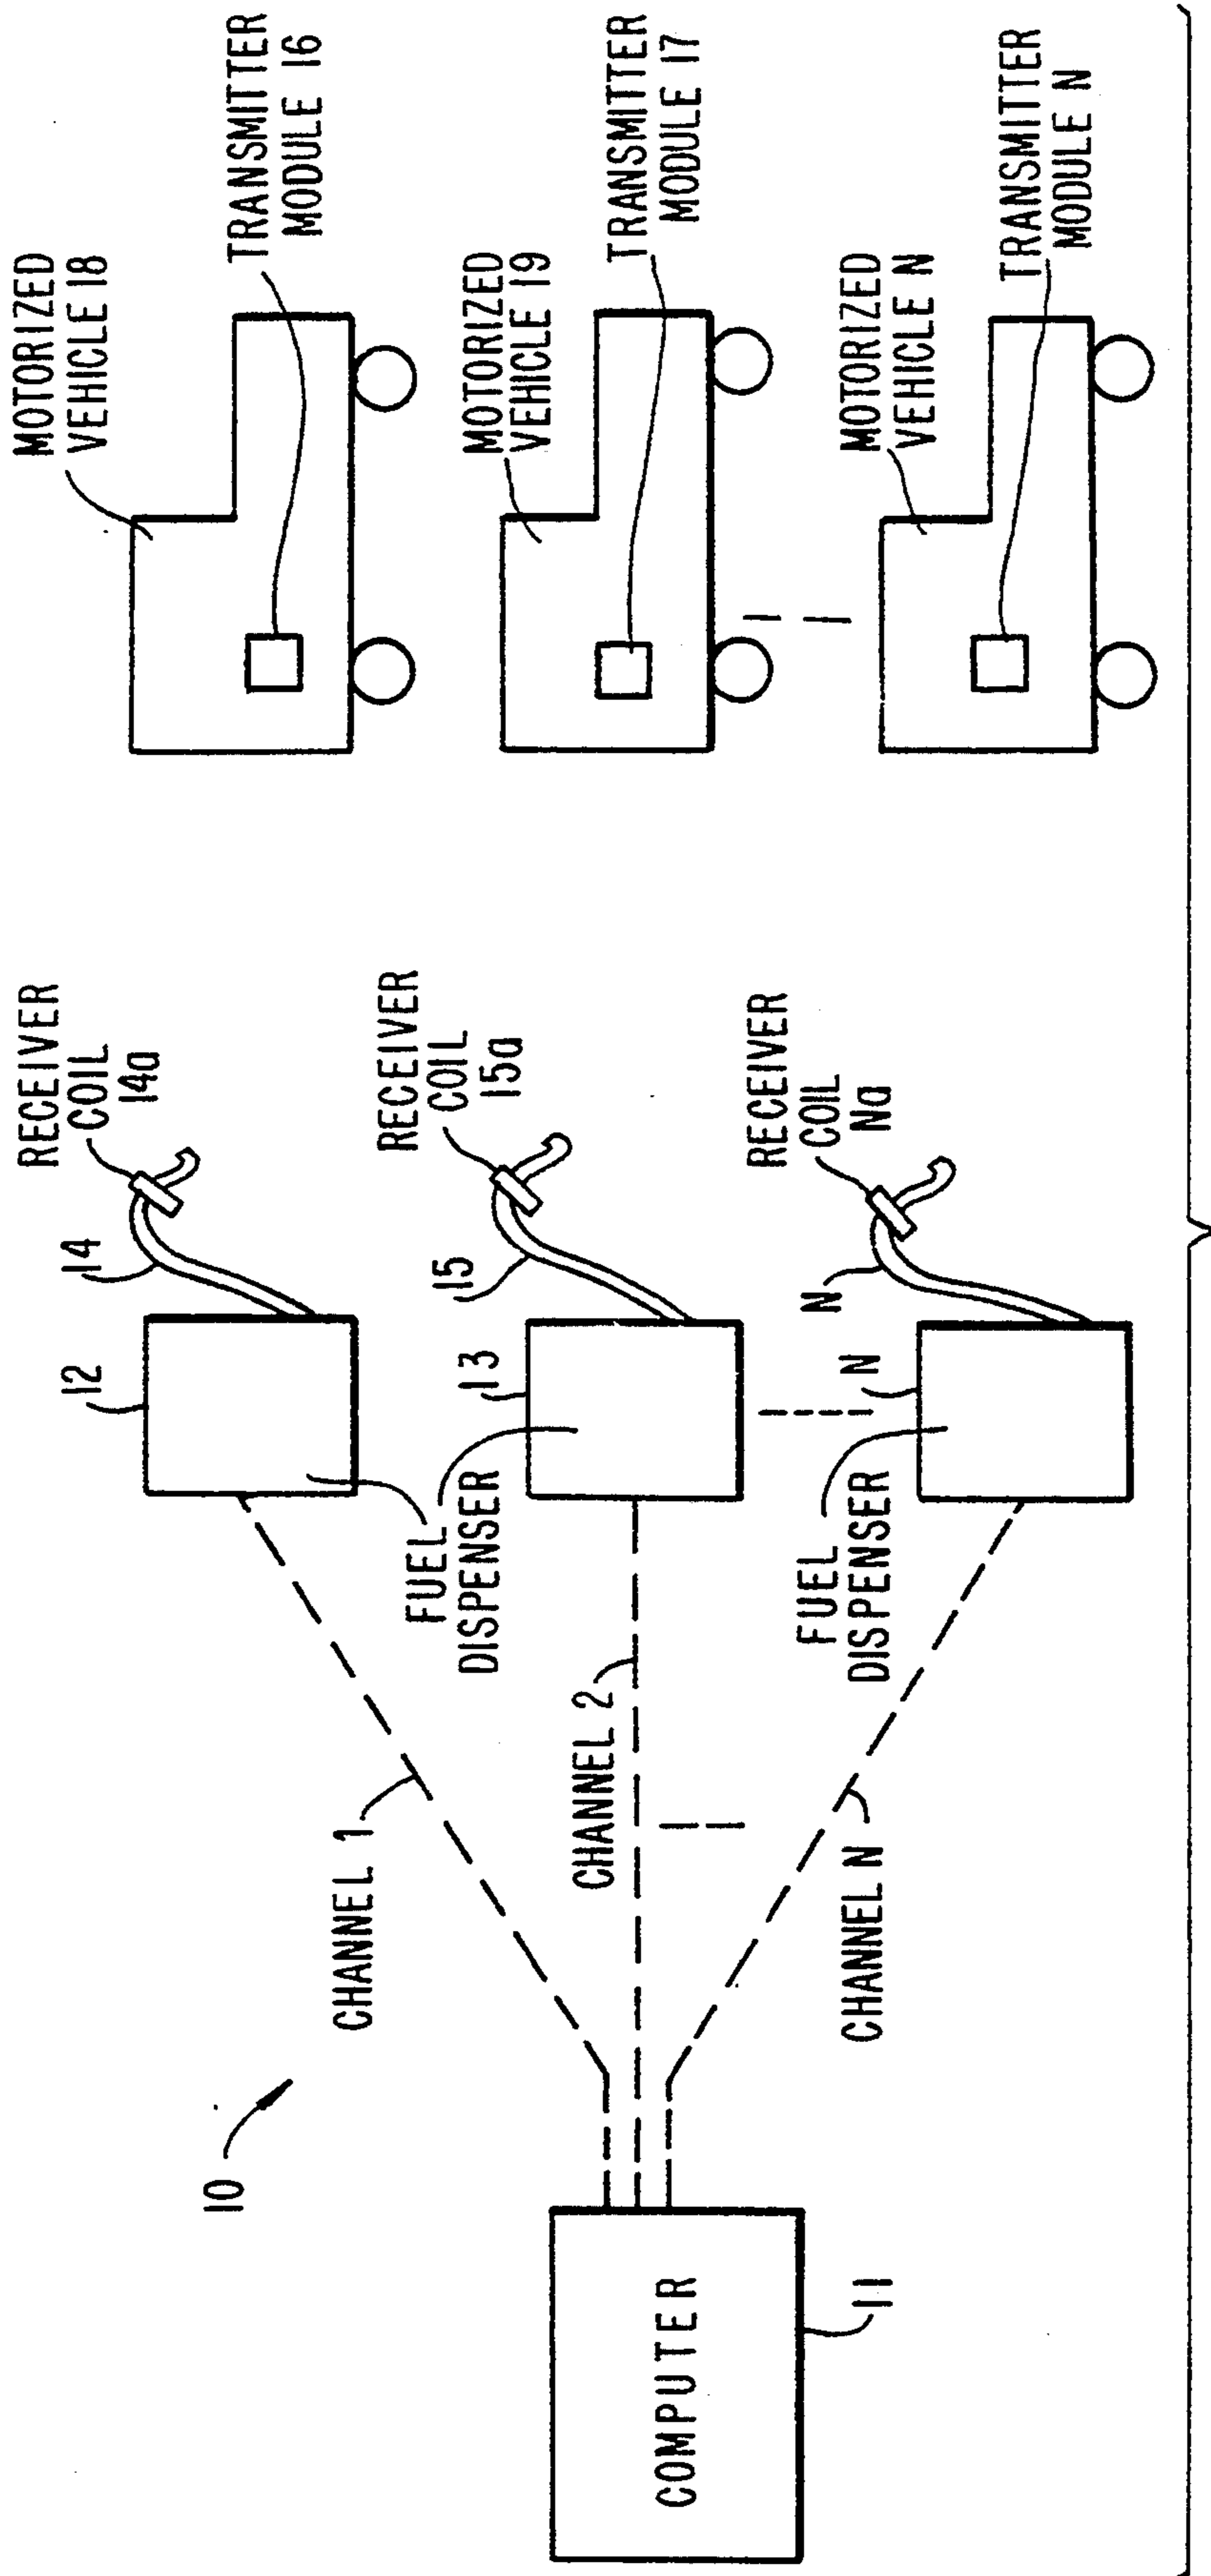 10
COMPUTER
11
CHANNEL 1
CHANNEL 2
CHANNEL N
FUEL
DISPENSER
FUEL
DISPENSER
12
13
N
14
15
N
RECEIVER
COIL
14a
RECEIVER
COIL
15a
RECEIVER
COIL
Na
MOTORIZED
VEHICLE 18
TRANSMITTER
MODULE 16
MOTORIZED
VEHICLE 19
TRANSMITTER
MODULE 17
MOTORIZED
VEHICLE N
TRANSMITTER
MODULE N